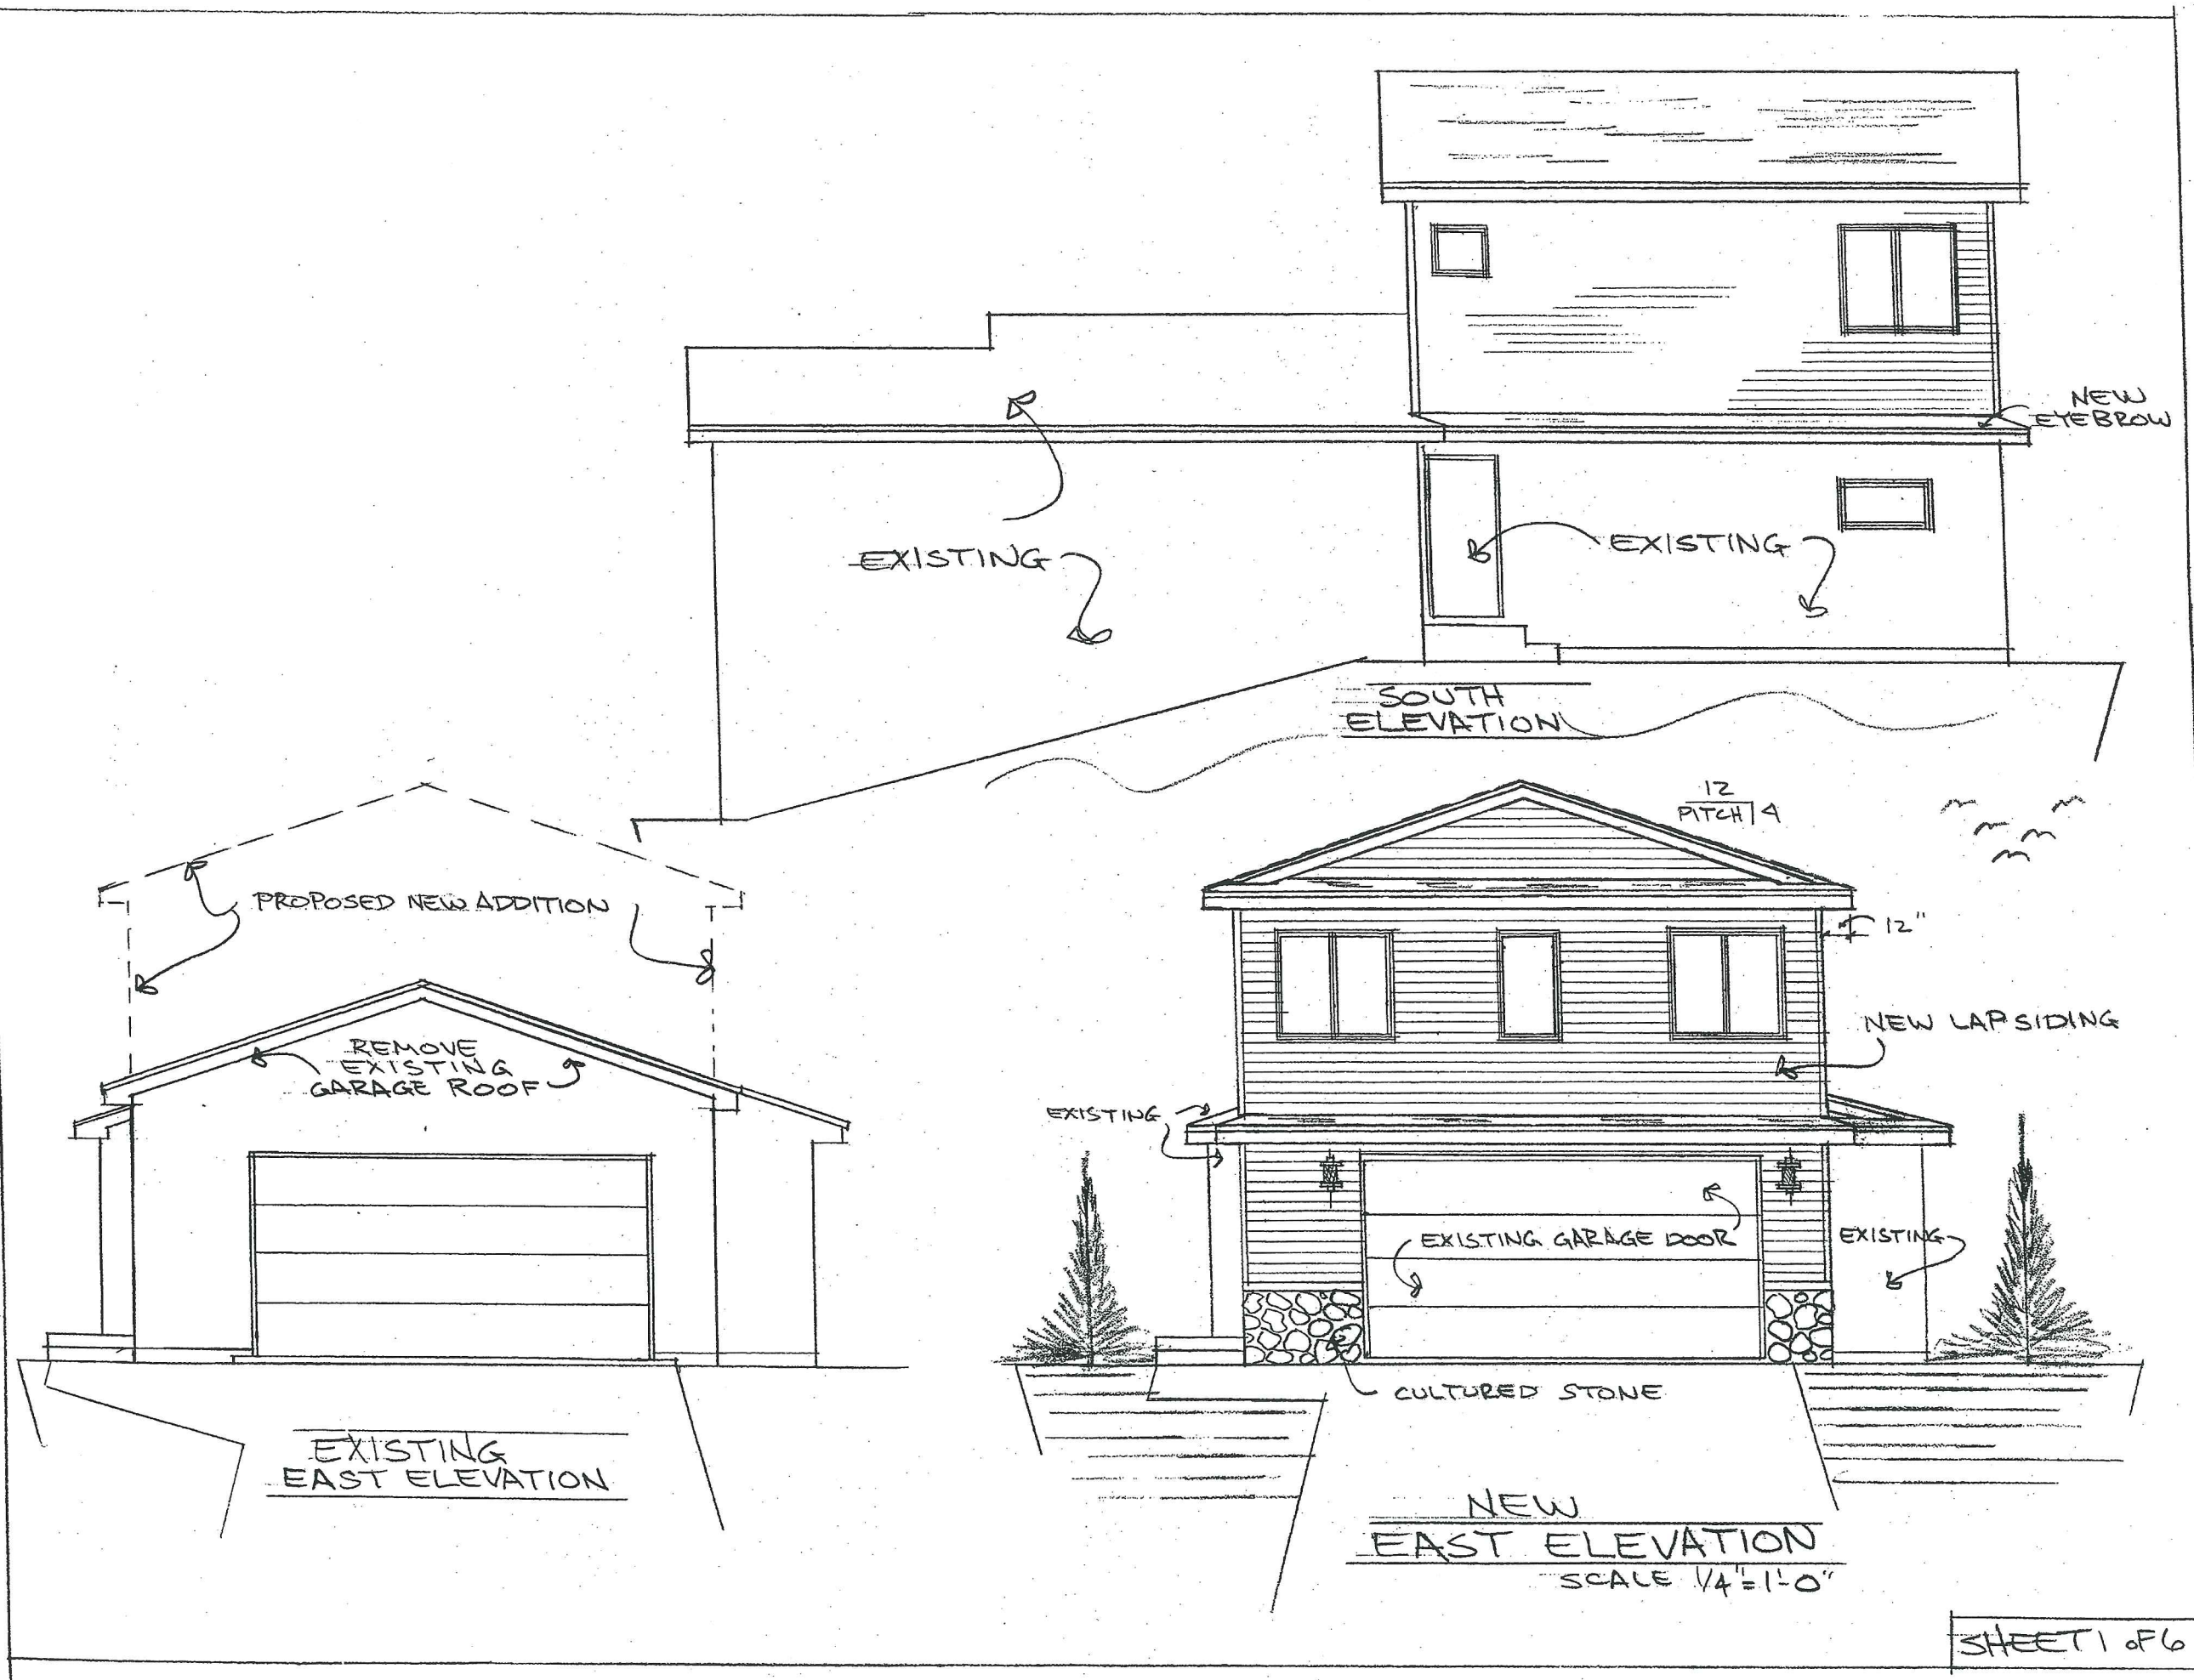 NEW
EYEBROW
EXISTING
EXISTING
SOUTH
ELEVATION
12
PITCH 4
PROPOSED NEW ADDITION
12"
REMOVE
EXISTING
GARAGE ROOF
NEW LAP SIDING
EXISTING
EXISTING GARAGE DOOR
EXISTING
CULTURED STONE
EXISTING
EAST ELEVATION
NEW
EAST ELEVATION
SCALE 1/4"=1'-0"
SHEET 1 OF 6